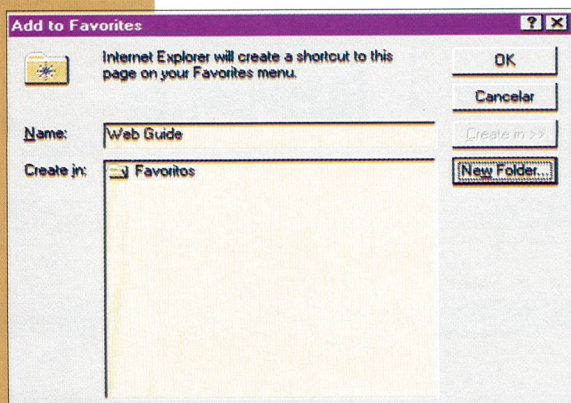 Add to Favorites
Internet Explorer will create a shortcut to this
page on your Favorites menu.
OK
Cancelar
Name:
Web Guide
Create in >>
Create in:
Favoritos
New Folder...